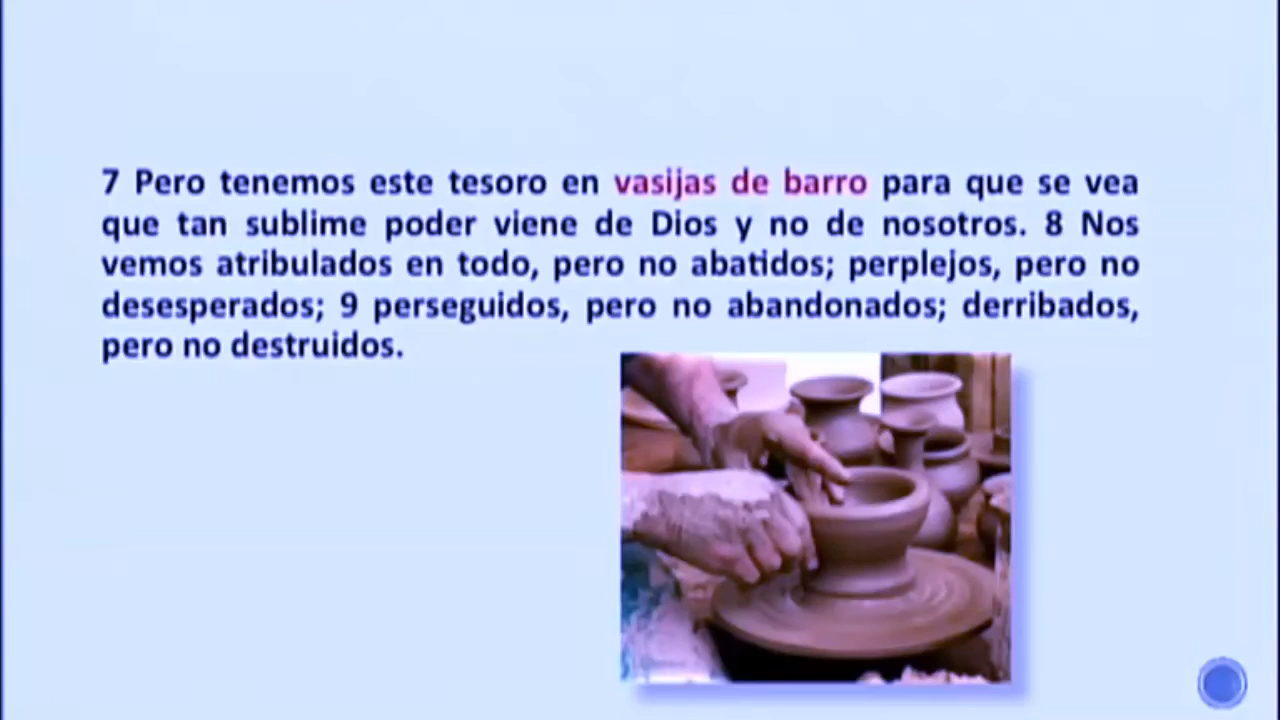 7 Pero tenemos este tesoro en vasijas de barro para que se vea
que tan sublime poder viene de Dios y no de nosotros. 8 Nos
vemos atribulados en todo, pero no abatidos; perplejos, pero no
desesperados; 9 perseguidos, pero no abandonados; derribados,
pero no destruidos.